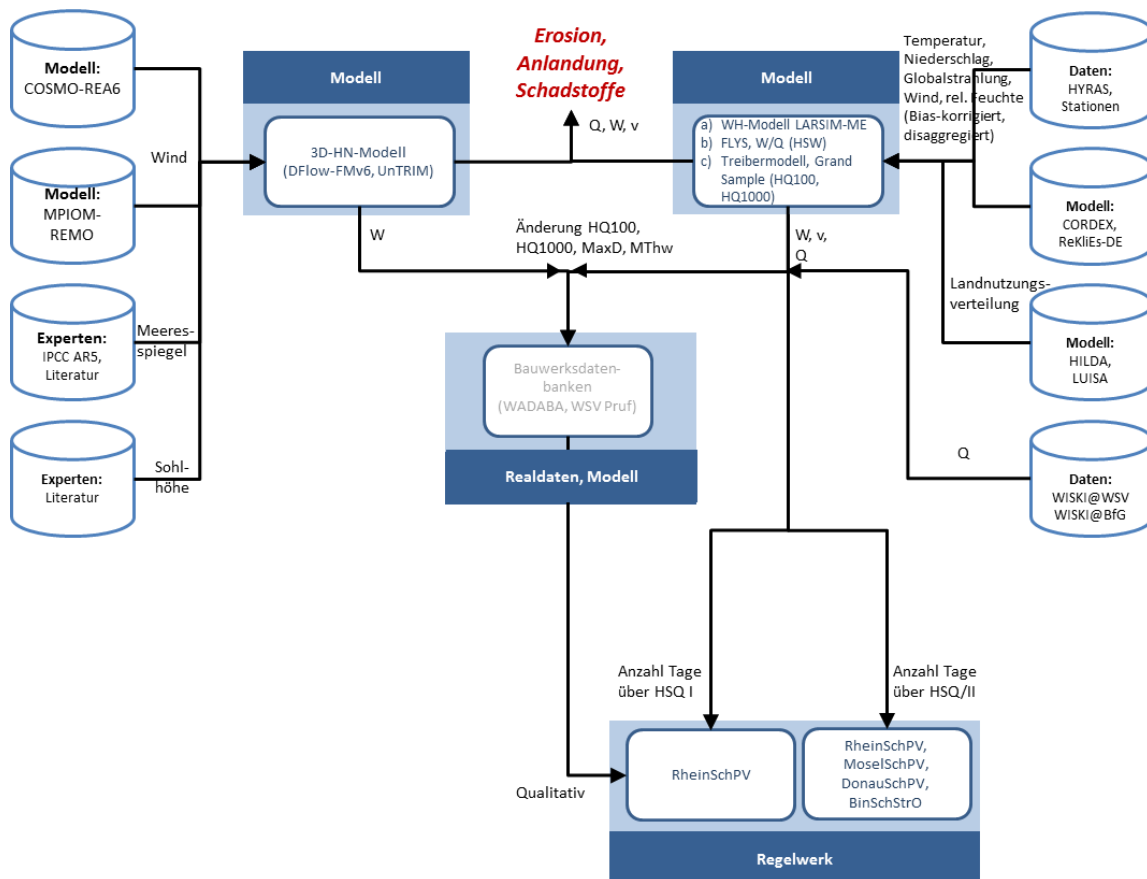 Modell:
COSMO-REA6
Wind
Modell:
MPIOM-
REMO
Experten:
IPCC AR5,
Literatur
Meeres-
spiegel
Experten:
Literatur
Sohl-
höhe
Modell
3D-HN-Modell
(DFlow-FMv6, UnTRIM)
W
Erosion,
Anlandung,
Schadstoffe
Q, W, v
Modell
a) WH-Modell LARSIM-ME
b) FLYS, W/Q (HSW)
c) Treibermodell, Grand
Sample (HQ100,
HQ1000)
Temperatur,
Niederschlag,
Globalstrahlung,
Wind, rel. Feuchte
(Bias-korrigiert,
disaggregiert)
Daten:
HYRAS,
Stationen
Modell:
CORDEX,
ReKliEs-DE
Landnutzungs-
verteilung
Modell:
HILDA,
LUISA
Q
Daten:
WISKI@WSV
WISKI@BfG
Änderung HQ100,
HQ1000, MaxD, MThw
W, v,
Q
Bauwerksdaten-
banken
(WADABA, WSV Pruf)
Realdaten, Modell
Anzahl Tage
über HSQ I
Anzahl Tage
über HSQ/II
Qualitativ
RheinSchPV
RheinSchPV,
MoselSchPV,
DonauSchPV,
BinSchStrO
Regelwerk